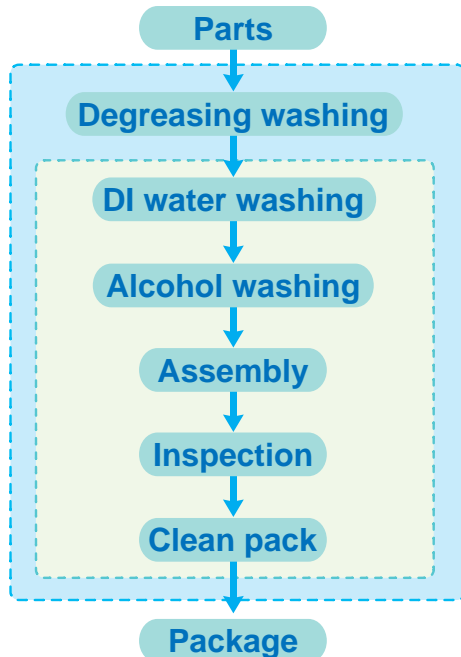 Parts
Degreasing washing
DI water washing
Alcohol washing
Assembly
Inspection
Clean pack
Package